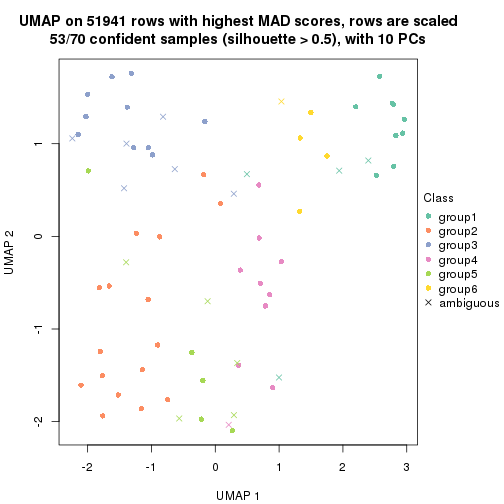 UMAP on 51941 rows with highest MAD scores, rows are scaled
53/70 confident samples (silhouette > 0.5), with 10 PCs
UMAP 2
1
0
-1
-2
-2
-1
0
1
2
3
UMAP 1
Class
group1
group2
group3
group4
group5
group6
ambiguous